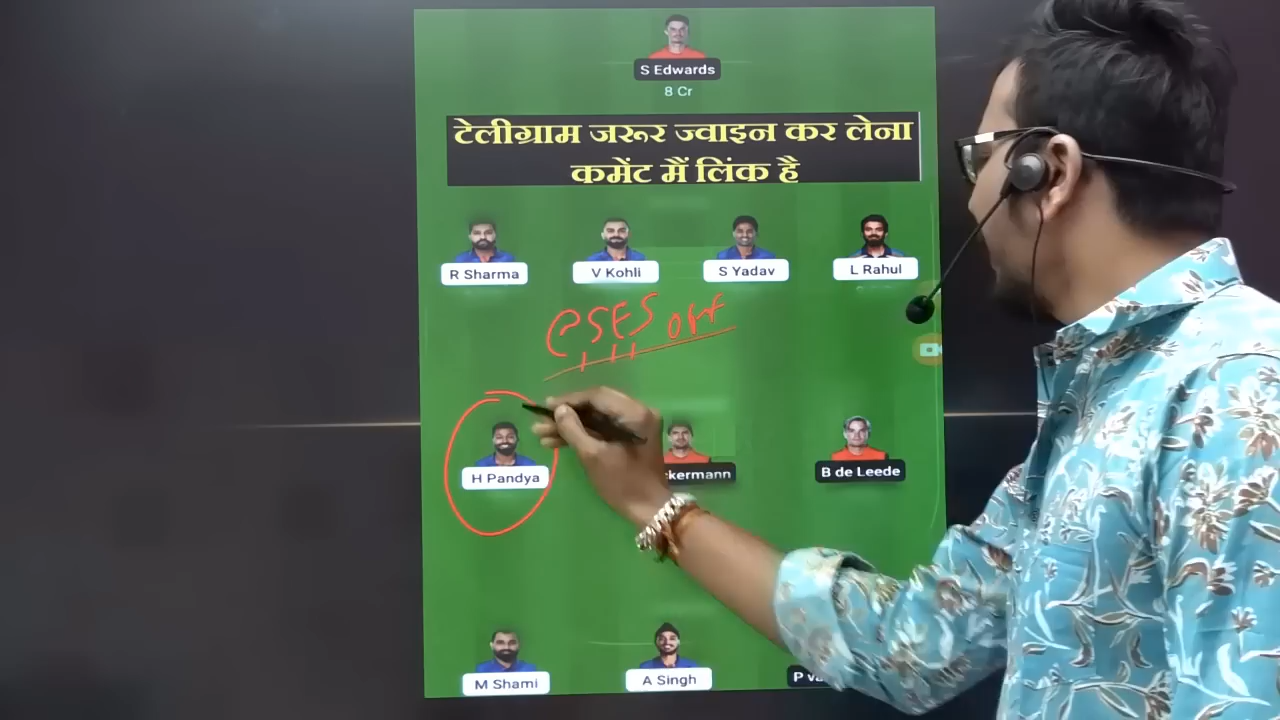 S Edwards
8 Cr
टेलीग्राम जरूर ज्वाइन कर लेना
कमेंट मैं लिंक है
R Sharma V Kohli S Yadav L Rahul
H Pandya B de Leede
M Shami A Singh